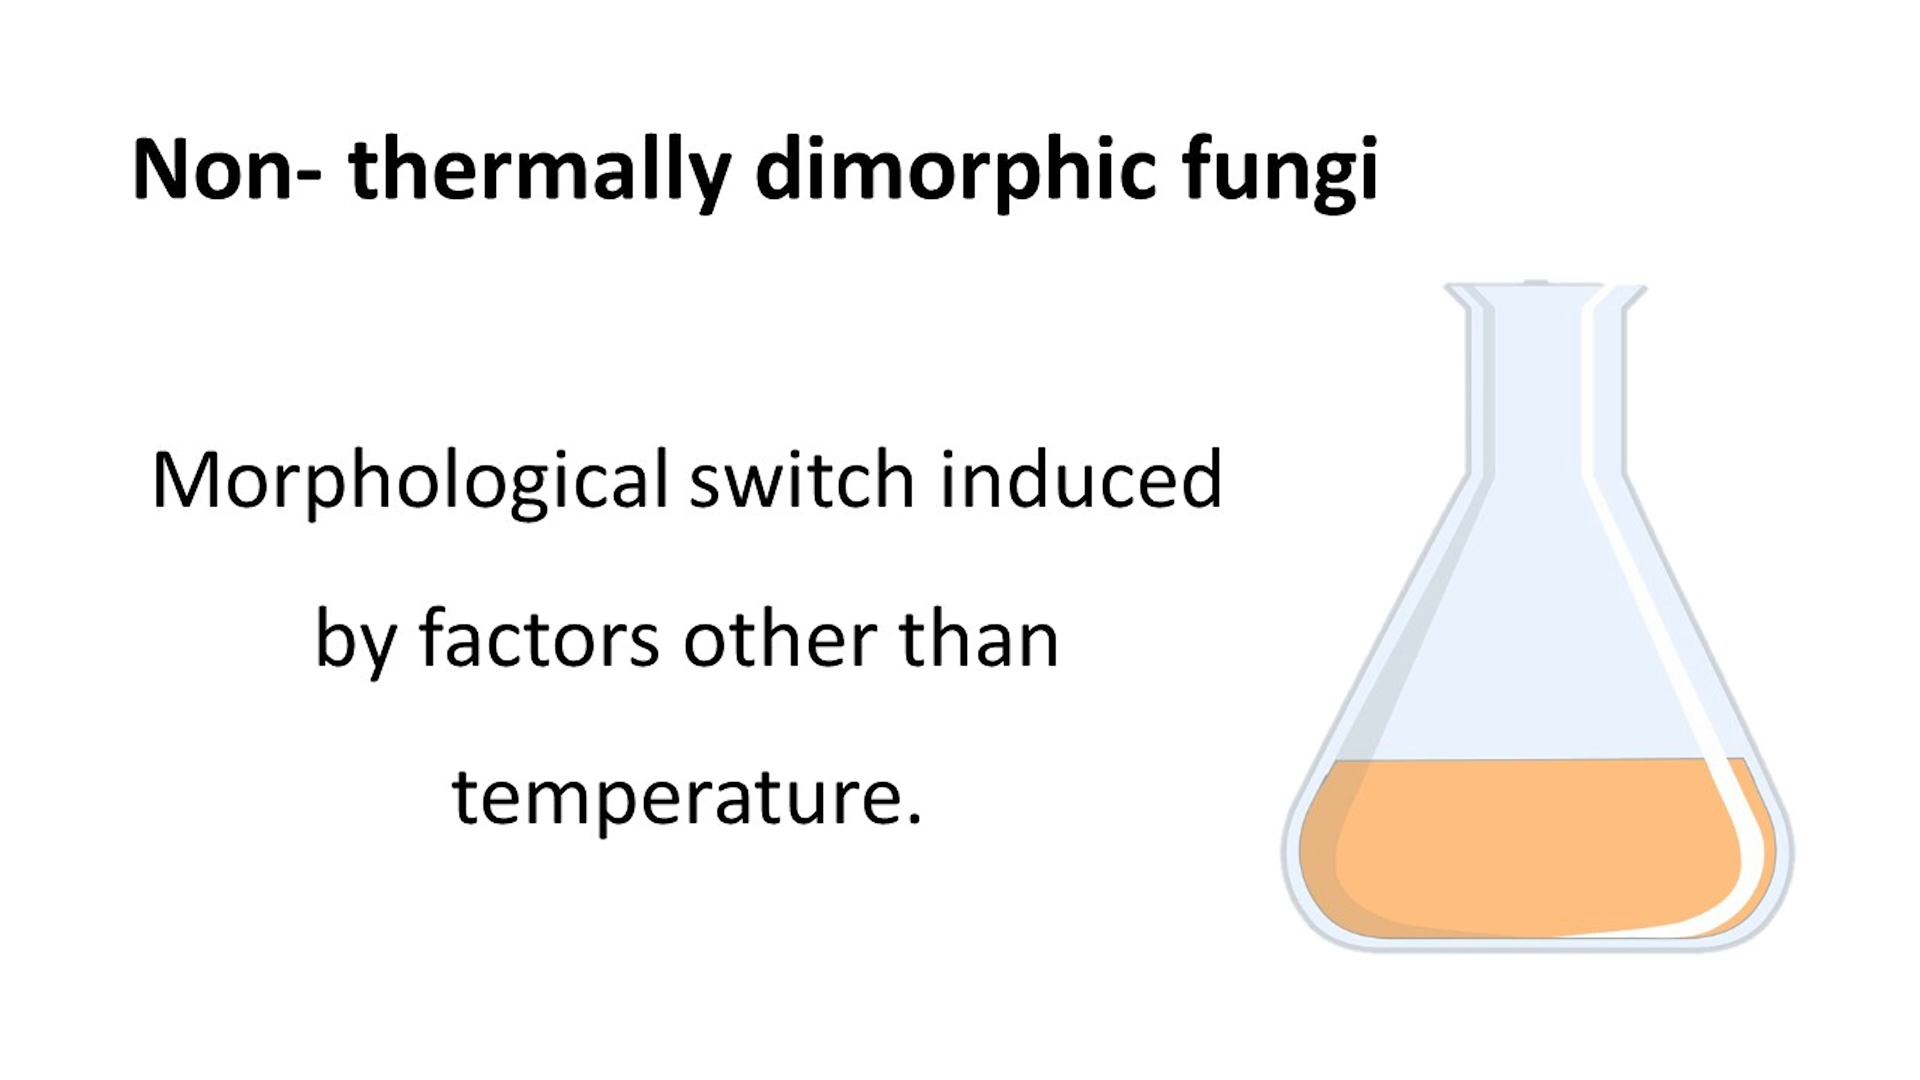 Non- thermally dimorphic fungi
Morphological switch induced
by factors other than
temperature.